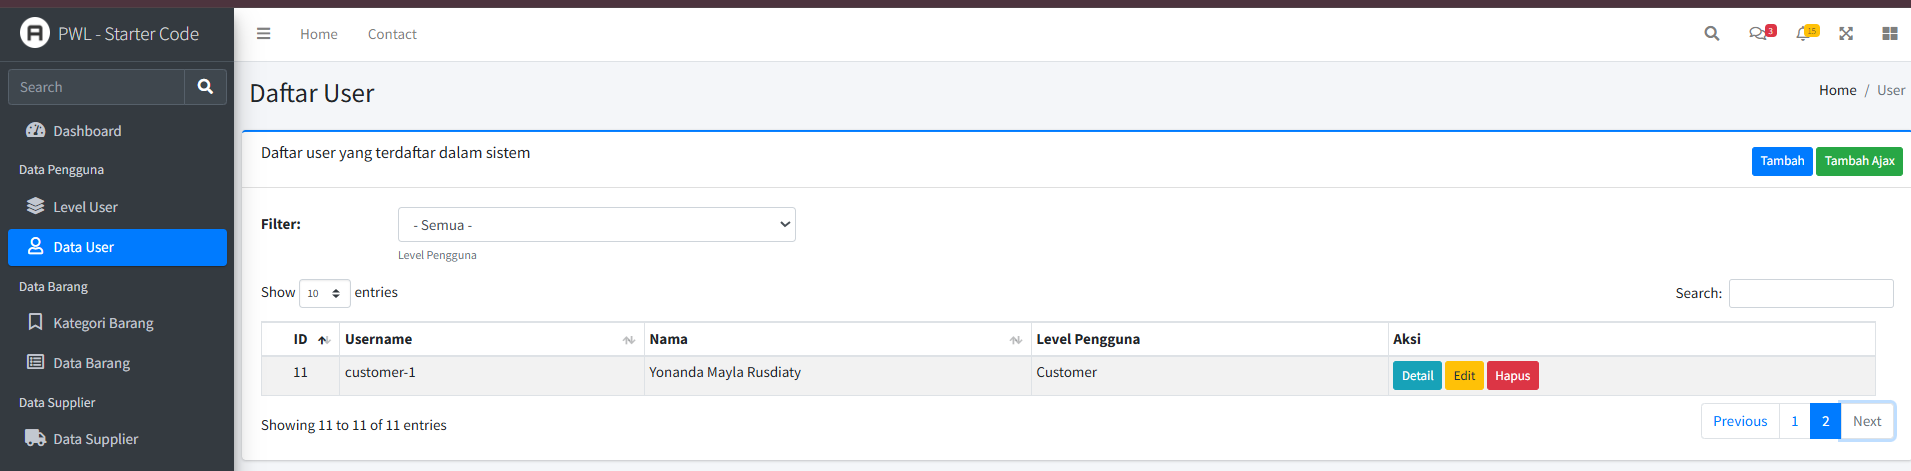 PWL - Starter Code
Home Contact
3
15
Search
Dashboard
Data Pengguna
Level User
Data User
Data Barang
Kategori Barang
Data Barang
Data Supplier
Data Supplier
Daftar User
Home / User
Daftar user yang terdaftar dalam sistem
Tambah Tambah Ajax
Filter: - Semua -
Level Pengguna
Show 10 entries Search:
ID Username Nama Level Pengguna Aksi
11 customer-1 Yonanda Mayla Rusdiaty Customer Detail Edit Hapus
Showing 11 to 11 of 11 entries
Previous 1 2 Next